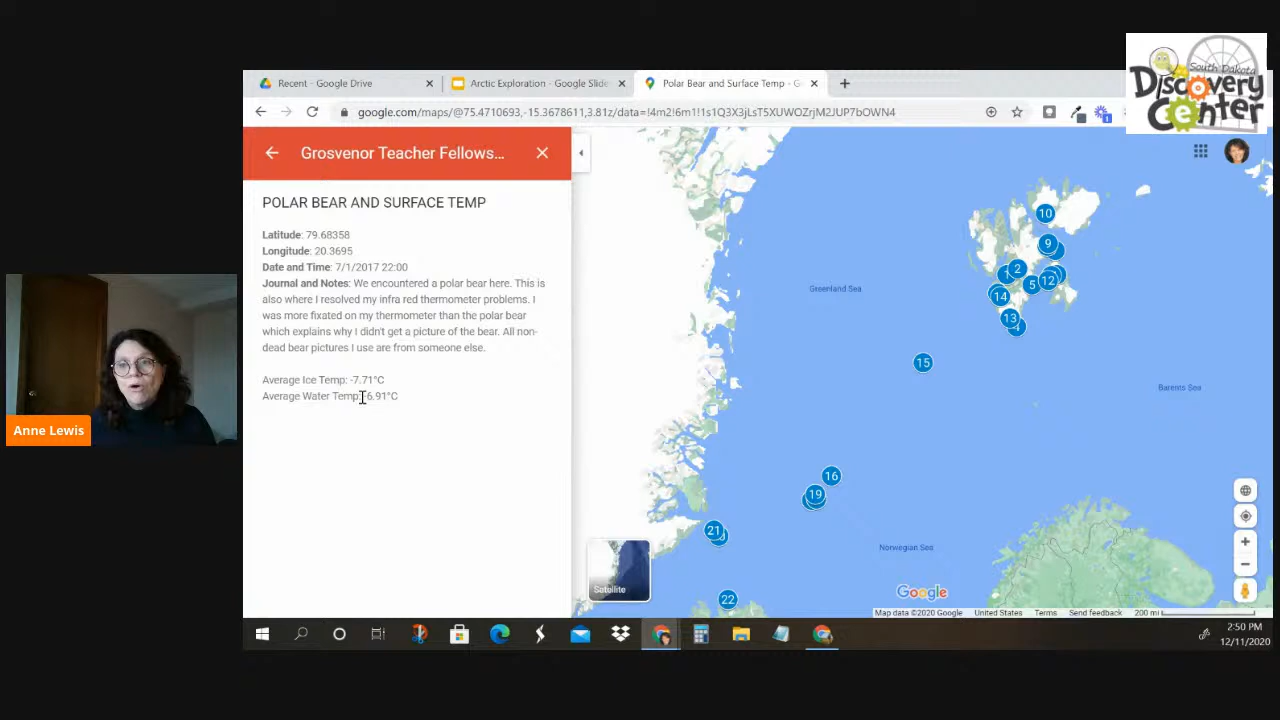 South Dakota
Discovery
Center
Recent - Google Drive
Arctic Exploration - Google Slide
Polar Bear and Surface Temp - G
google.com/maps/@75.4710693,-15.3678611,3.81z/data=!4m2!6m1!1s1Q3X3jLsT5XUWOZrjM2JUP7bOWN4
Grosvenor Teacher Fellows...
POLAR BEAR AND SURFACE TEMP
Latitude: 79.68358
Longitude: 20.3695
Date and Time: 7/1/2017 22:00
Journal and Notes: We encountered a polar bear here. This is
also where I resolved my infra red thermometer problems. I
was more fixated on my thermometer than the polar bear
which explains why I didn't get a picture of the bear. All non-
dead bear pictures I use are from someone else.
Average Ice Temp: -7.71°C
Average Water Temp: -6.91°C
Anne Lewis
10
9
2
1
12
5
14
13
4
Greenland Sea
15
Barents Sea
16
19
21
Norwegian Sea
22
Satellite
Google
Map data ©2020 Google
United States
Terms
Send feedback
200 mi
2:50 PM
12/11/2020